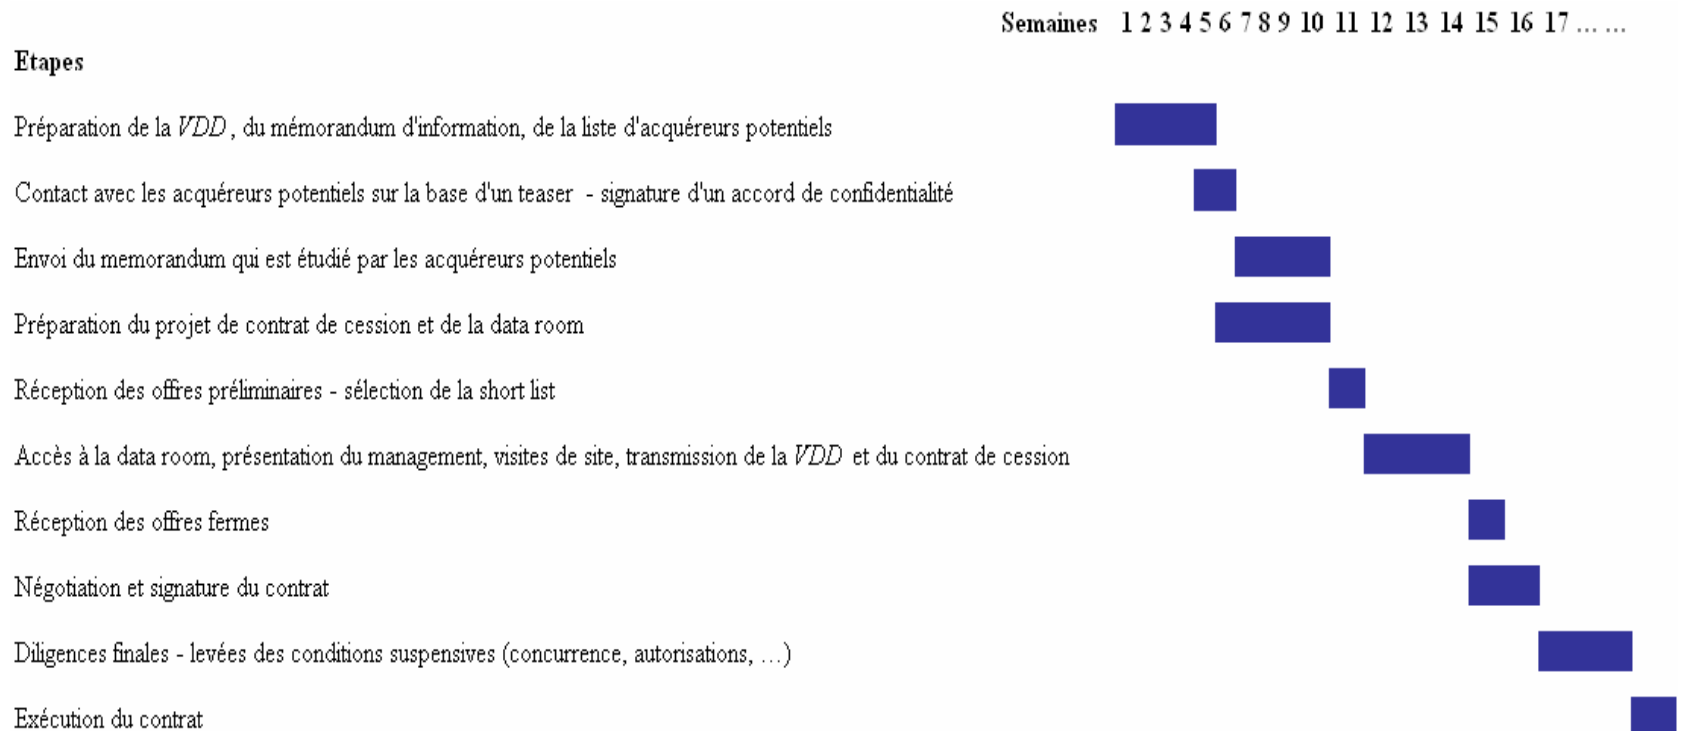 Semaines 1 2 3 4 5 6 7 8 9 10 11 12 13 14 15 16 17 ... ...
Etapes
Préparation de la VDD , du mémorandum d'information, de la liste d'acquéreurs potentiels
Contact avec les acquéreurs potentiels sur la base d'un teaser - signature d'un accord de confidentialité
Envoi du memorandum qui est étudié par les acquéreurs potentiels
Préparation du projet de contrat de cession et de la data room
Réception des offres préliminaires - sélection de la short list
Accès à la data room, présentation du management, visites de site, transmission de la VDD et du contrat de cession
Réception des offres fermes
Négotiation et signature du contrat
Diligences finales - levées des conditions suspensives (concurrence, autorisations, ...)
Exécution du contrat